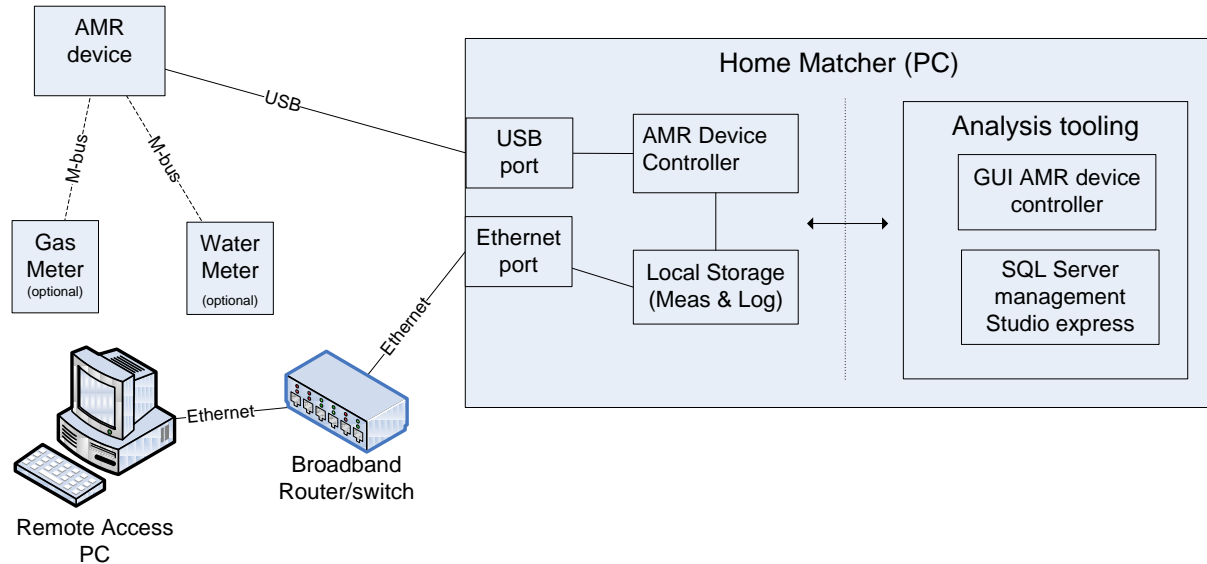 AMR
device
USB
M-bus
M-bus
Gas
Meter
(optional)
Water
Meter
(optional)
Ethernet
Ethernet
Broadband
Router/switch
Remote Access
PC
Home Matcher (PC)
USB
port
AMR Device
Controller
Ethernet
port
Local Storage
(Meas & Log)
Analysis tooling
GUI AMR device
controller
SQL Server
management
Studio express